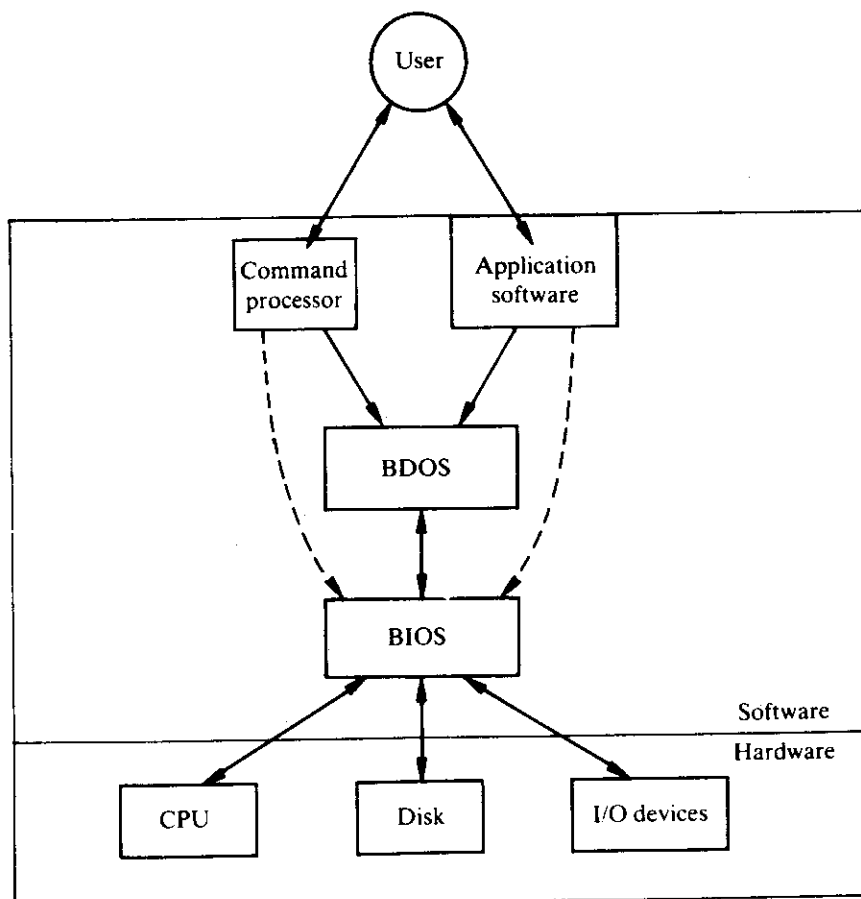 User
Command
processor
Application
software
BDOS
BIOS
Software
Hardware
CPU
Disk
I/O devices